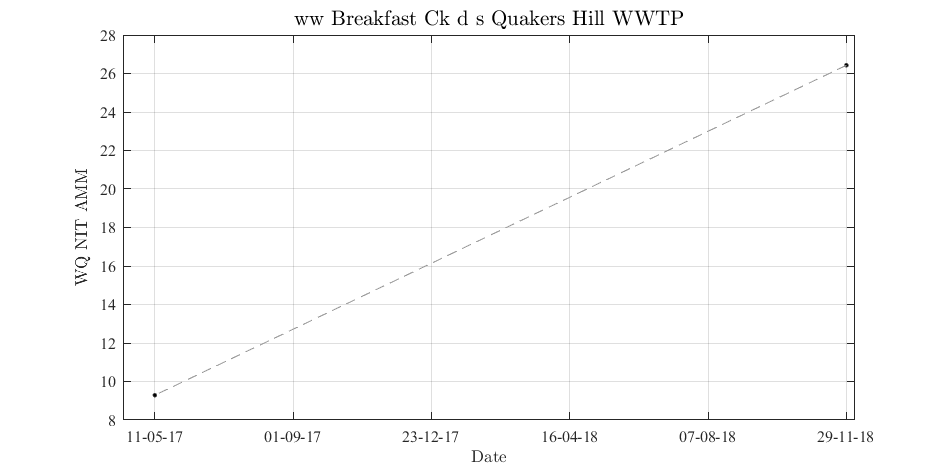 ww Breakfast Ck d s Quakers Hill WWTP
28
26
24
22
20
18
16
14
12
10
8
WQ NIT AMM
11-05-17 01-09-17 23-12-17 16-04-18 07-08-18 29-11-18
Date